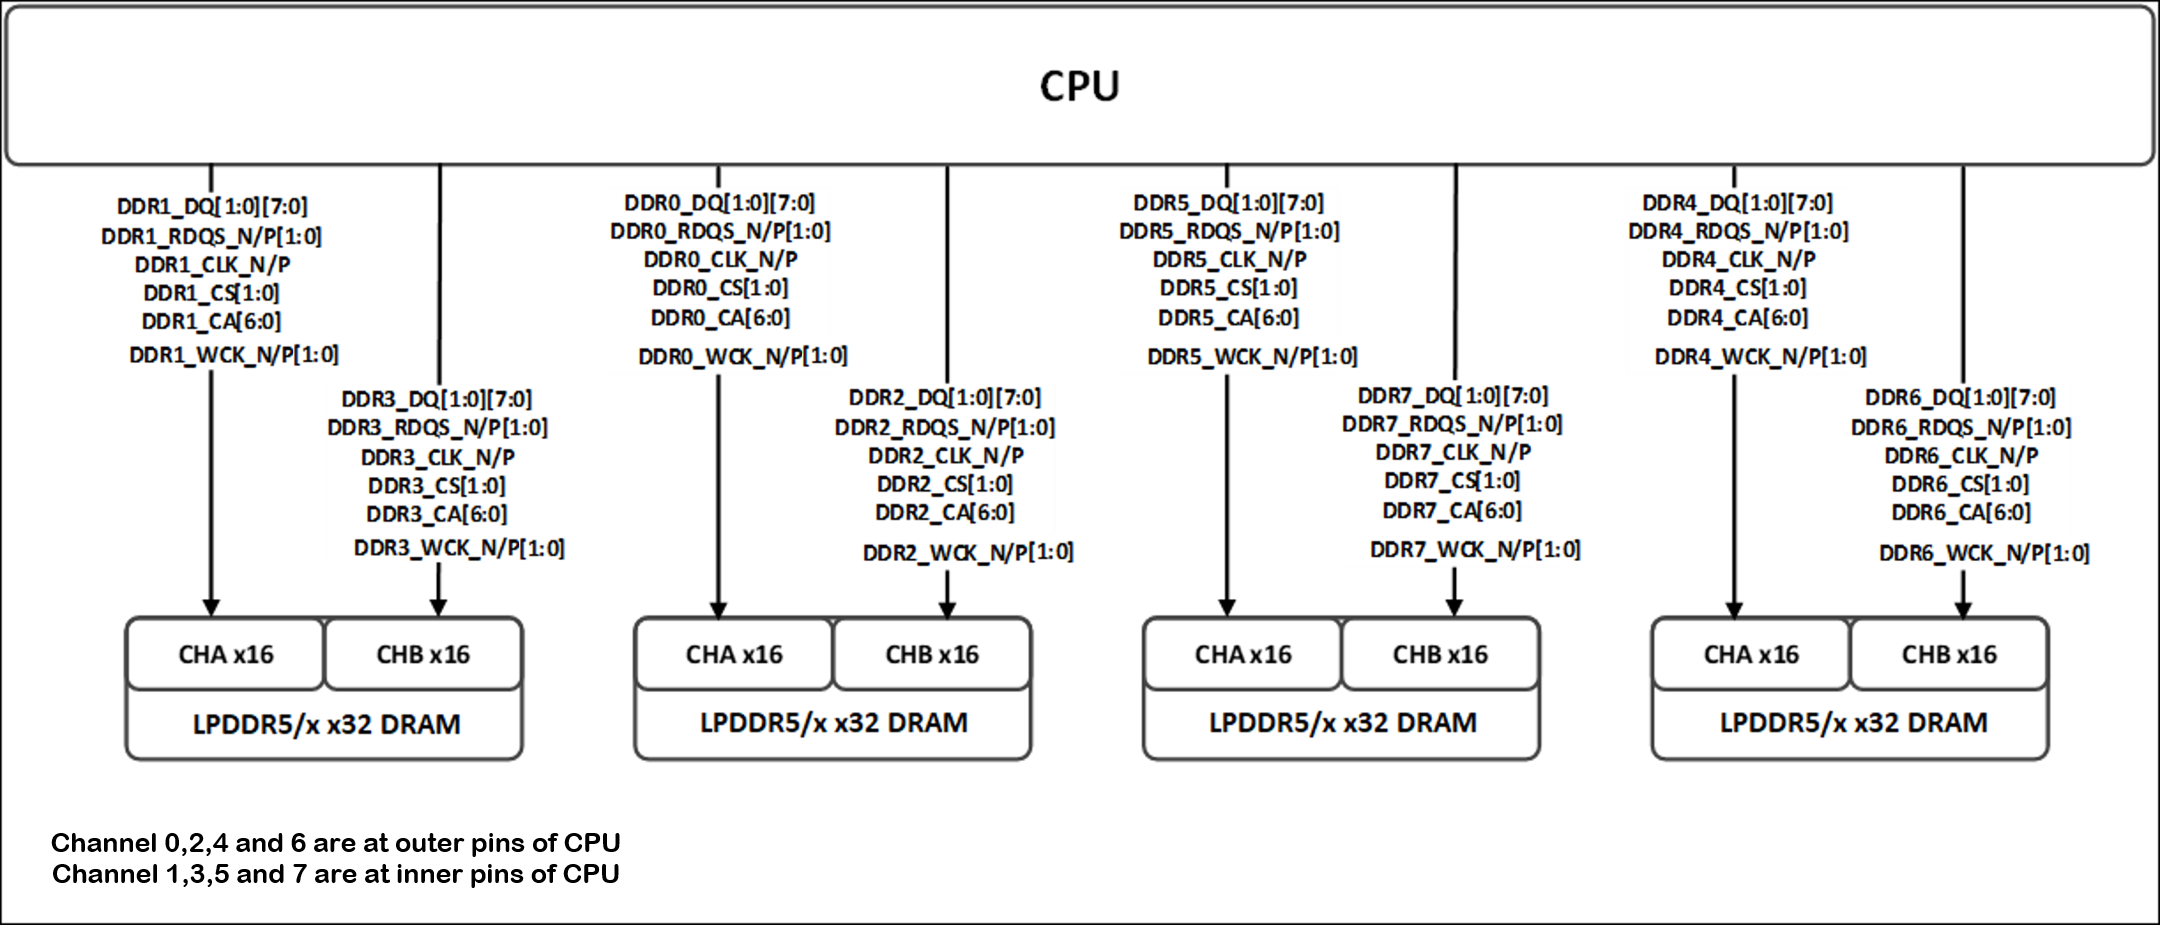 CPU
DDR1_DQ[1:0][7:0]
DDR1_RDQS_N/P[1:0]
DDR1_CLK_N/P
DDR1_CS[1:0]
DDR1_CA[6:0]
DDR1_WCK_N/P[1:0]
DDR3_DQ[1:0][7:0]
DDR3_RDQS_N/P[1:0]
DDR3_CLK_N/P
DDR3_CS[1:0]
DDR3_CA[6:0]
DDR3_WCK_N/P[1:0]
CHA x16
CHB x16
LPDDR5/x x32 DRAM
DDR0_DQ[1:0][7:0]
DDR0_RDQS_N/P[1:0]
DDR0_CLK_N/P
DDR0_CS[1:0]
DDR0_CA[6:0]
DDR0_WCK_N/P[1:0]
DDR2_DQ[1:0][7:0]
DDR2_RDQS_N/P[1:0]
DDR2_CLK_N/P
DDR2_CS[1:0]
DDR2_CA[6:0]
DDR2_WCK_N/P[1:0]
CHA x16
CHB x16
LPDDR5/x x32 DRAM
DDR5_DQ[1:0][7:0]
DDR5_RDQS_N/P[1:0]
DDR5_CLK_N/P
DDR5_CS[1:0]
DDR5_CA[6:0]
DDR5_WCK_N/P[1:0]
DDR7_DQ[1:0][7:0]
DDR7_RDQS_N/P[1:0]
DDR7_CLK_N/P
DDR7_CS[1:0]
DDR7_CA[6:0]
DDR7_WCK_N/P[1:0]
CHA x16
CHB x16
LPDDR5/x x32 DRAM
DDR4_DQ[1:0][7:0]
DDR4_RDQS_N/P[1:0]
DDR4_CLK_N/P
DDR4_CS[1:0]
DDR4_CA[6:0]
DDR4_WCK_N/P[1:0]
DDR6_DQ[1:0][7:0]
DDR6_RDQS_N/P[1:0]
DDR6_CLK_N/P
DDR6_CS[1:0]
DDR6_CA[6:0]
DDR6_WCK_N/P[1:0]
CHA x16
CHB x16
LPDDR5/x x32 DRAM
Channel 0,2,4 and 6 are at outer pins of CPU
Channel 1,3,5 and 7 are at inner pins of CPU